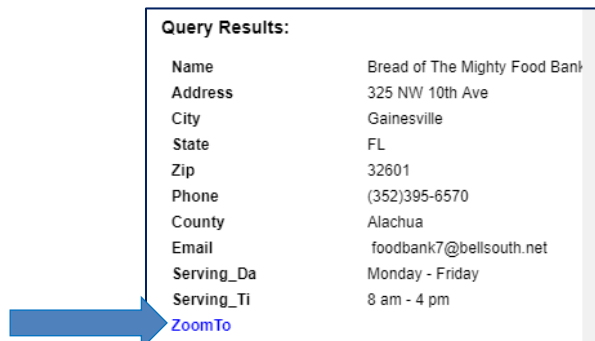 Query Results:
Name Bread of The Mighty Food Bank
Address 325 NW 10th Ave
City Gainesville
State FL
Zip 32601
Phone (352)395-6570
County Alachua
Email foodbank7@bellsouth.net
Serving_Da Monday - Friday
Serving_Ti 8 am - 4 pm
ZoomTo